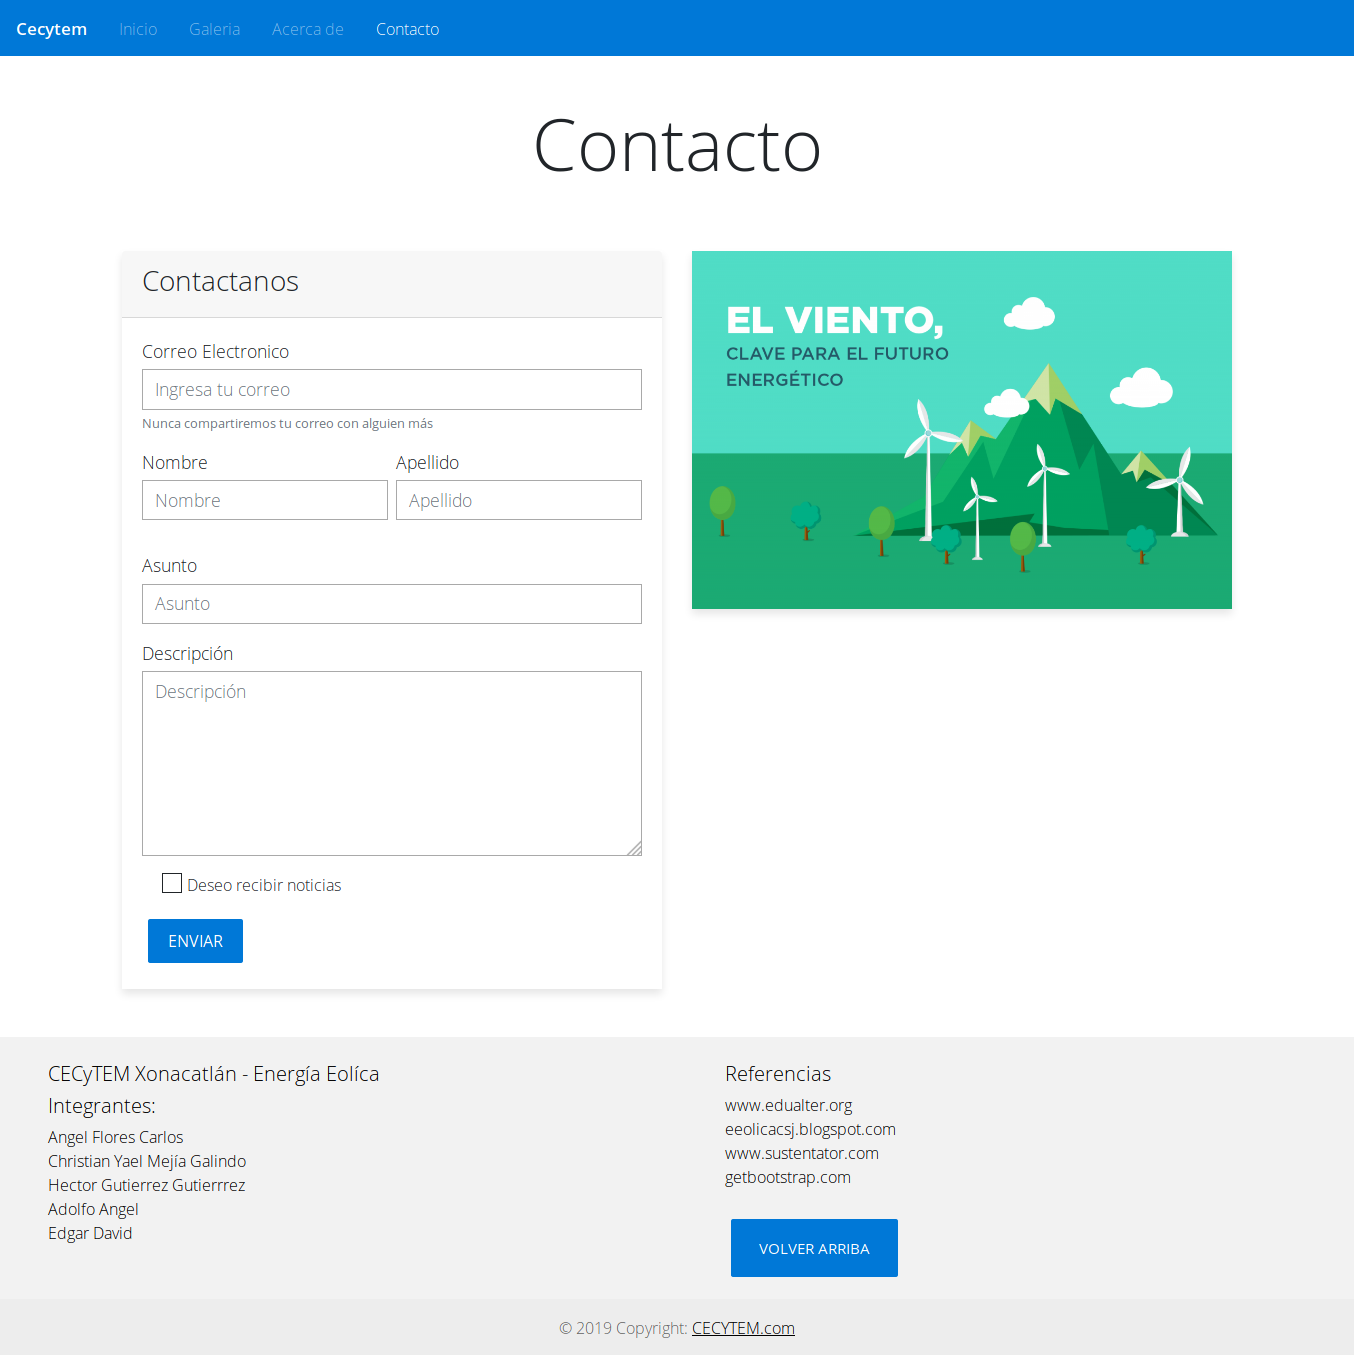 Cecytem Inicio Galeria Acerca de Contacto
Contacto
Contactanos
Correo Electronico
Ingresa tu correo
Nunca compartiremos tu correo con alguien más
Nombre Apellido
Nombre Apellido
Asunto
Asunto
Descripción
Descripción
Deseo recibir noticias
ENVIAR
EL VIENTO,
CLAVE PARA EL FUTURO
ENERGÉTICO
CECyTEM Xonacatlán - Energía Eolíca
Integrantes:
Angel Flores Carlos
Christian Yael Mejía Galindo
Hector Gutierrez Gutierrrez
Adolfo Angel
Edgar David
Referencias
www.edualter.org
eeolicacsj.blogspot.com
www.sustentator.com
getbootstrap.com
VOLVER ARRIBA
© 2019 Copyright: CECYTEM.com